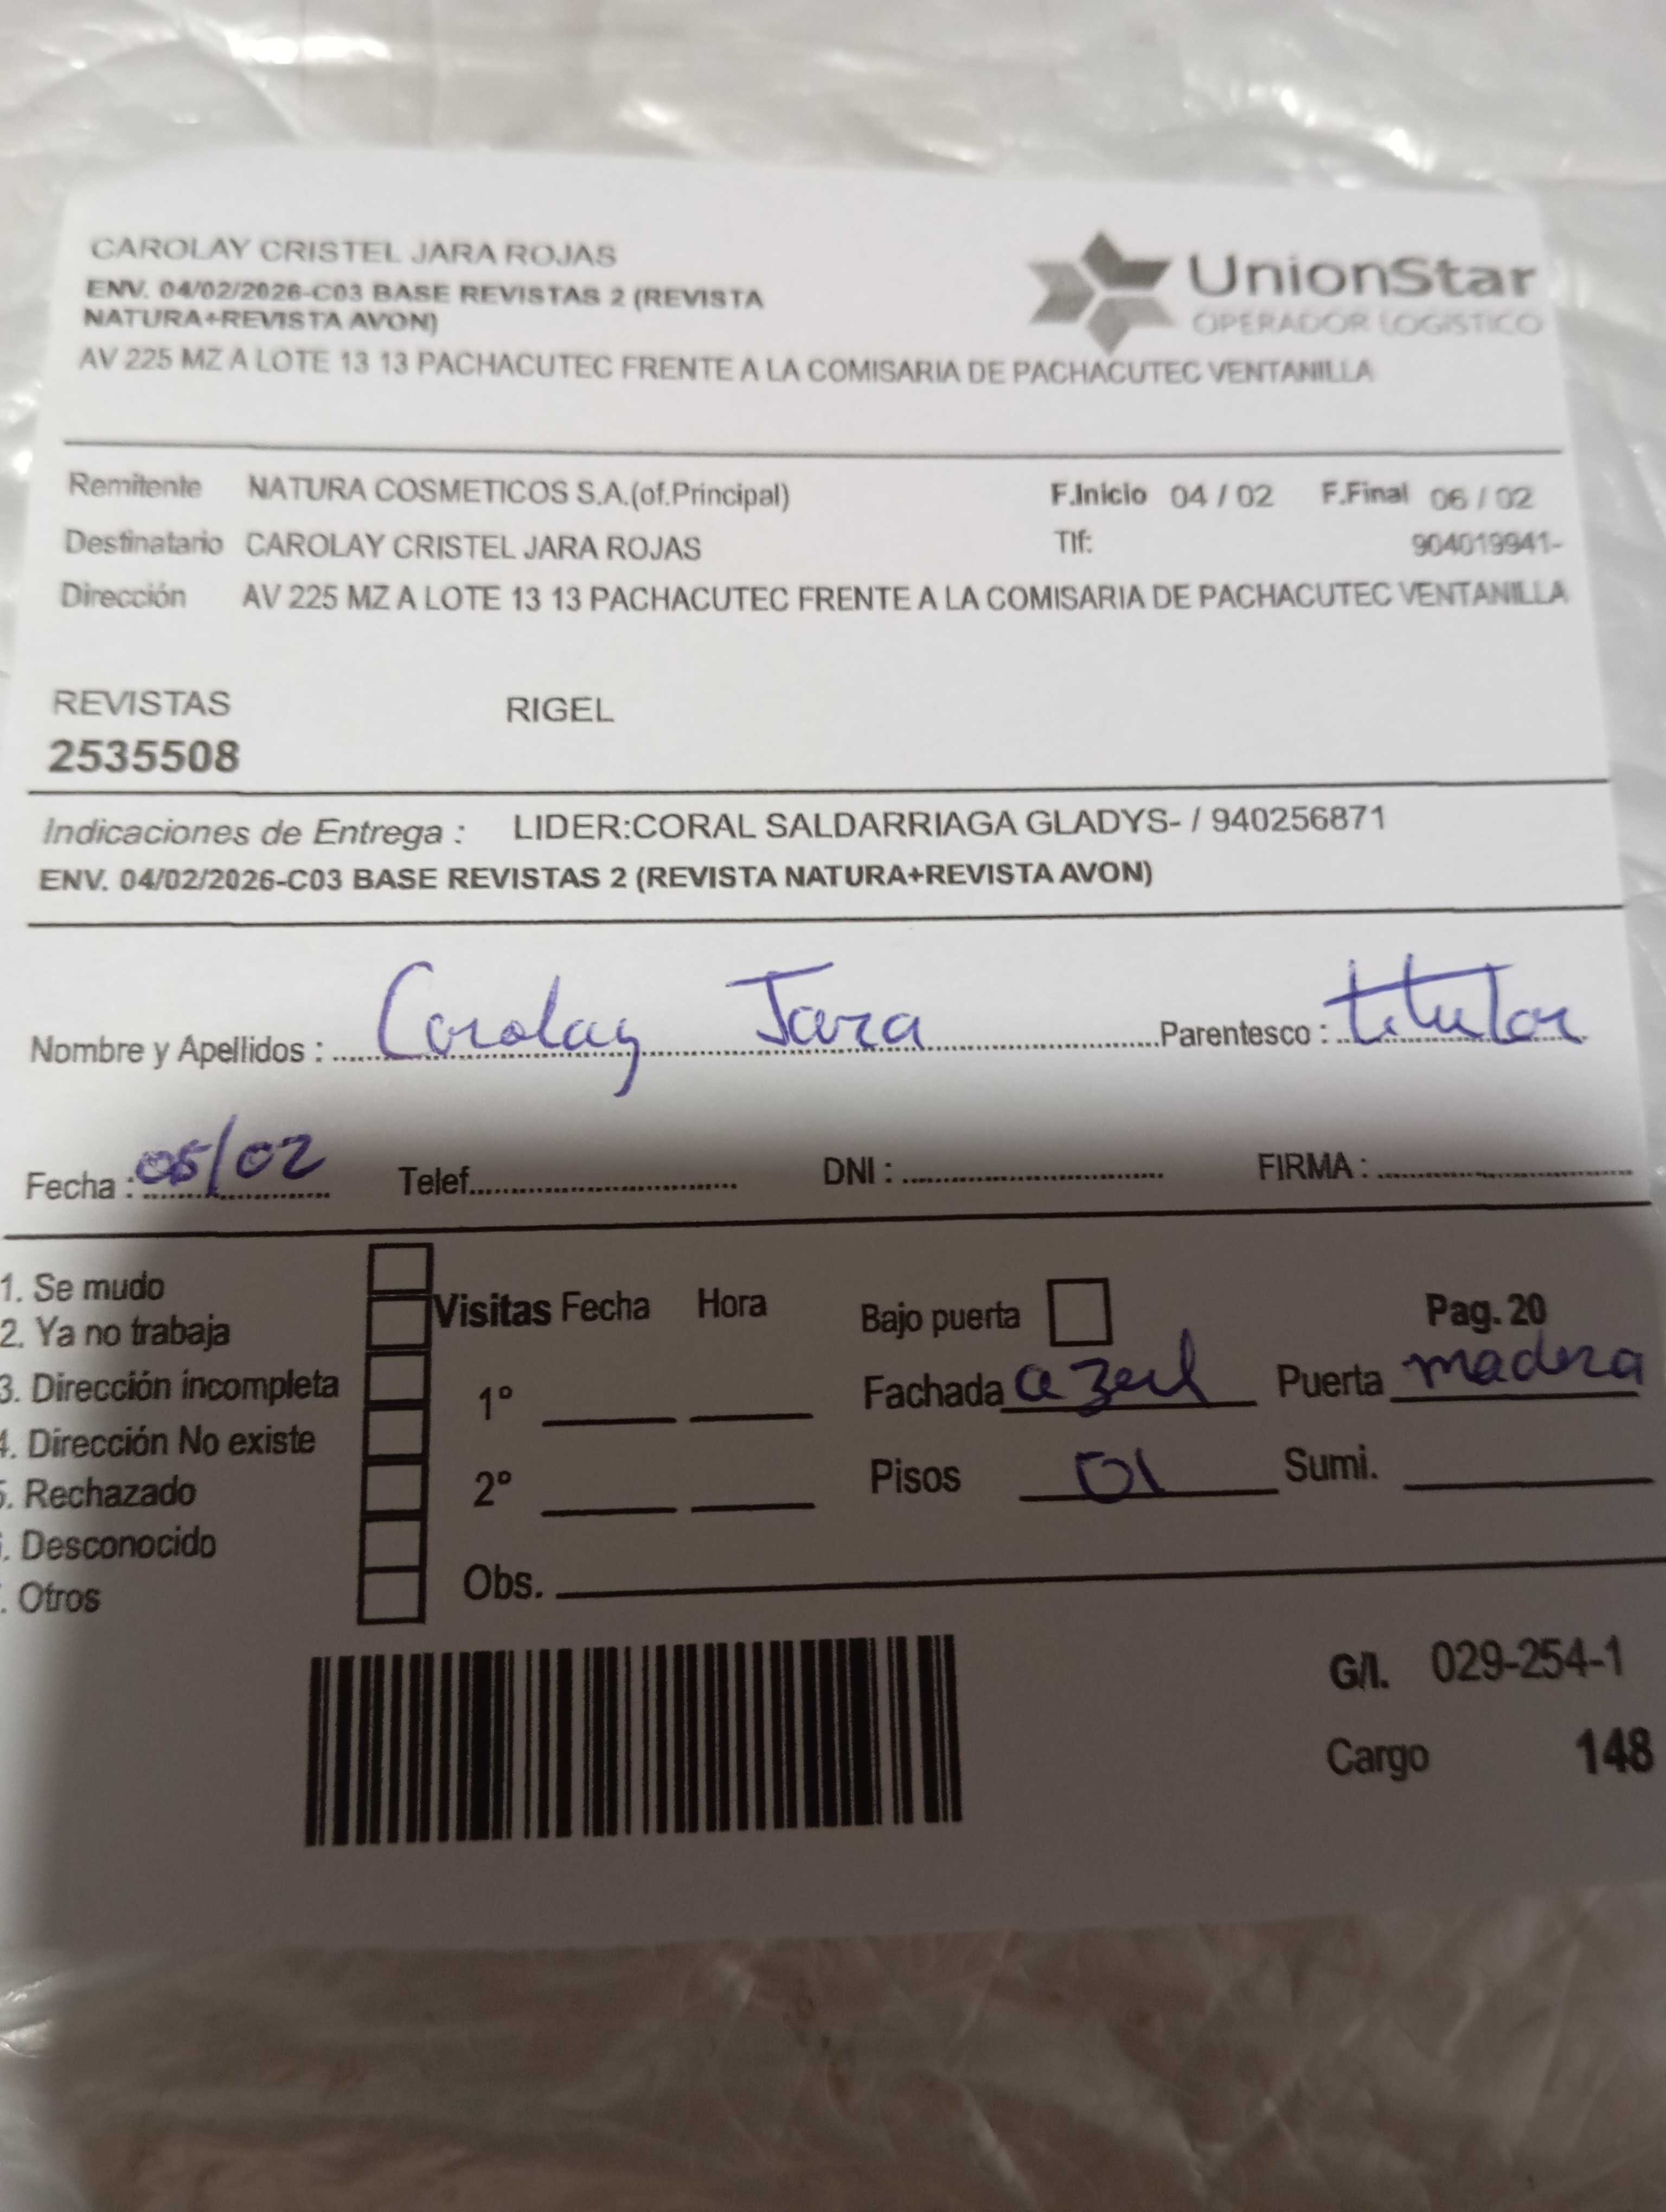 CAROLAY CRISTEL JARA ROJAS
ENV. 04/02/2026-C03 BASE REVISTAS 2 (REVISTA
NATURA+REVISTA AVON)
AV 225 MZ A LOTE 13 13 PACHACUTEC FRENTE A LA COMISARIA DE PACHACUTEC VENTANILLA
UnionStar
OPERADOR LOGISTICO
Remitente NATURA COSMETICOS S.A.(of.Principal) F.Inicio 04 / 02 F.Final 06 / 02
Destinatario CAROLAY CRISTEL JARA ROJAS Tlf: 904019941-
Dirección AV 225 MZ A LOTE 13 13 PACHACUTEC FRENTE A LA COMISARIA DE PACHACUTEC VENTANILLA
REVISTAS RIGEL
2535508
Indicaciones de Entrega : LIDER:CORAL SALDARRIAGA GLADYS- / 940256871
ENV. 04/02/2026-C03 BASE REVISTAS 2 (REVISTA NATURA+REVISTA AVON)
Nombre y Apellidos : Carolay Jara Parentesco : titular
Fecha : 05/02 Telef. DNI : FIRMA :
1. Se mudo
2. Ya no trabaja
3. Dirección incompleta
4. Dirección No existe
5. Rechazado
. Desconocido
. Otros
Visitas Fecha Hora
1º
2º
Obs.
Bajo puerta Pag. 20
Fachada azul Puerta madera
Pisos 01 Sumi.
G/I. 029-254-1
Cargo 148